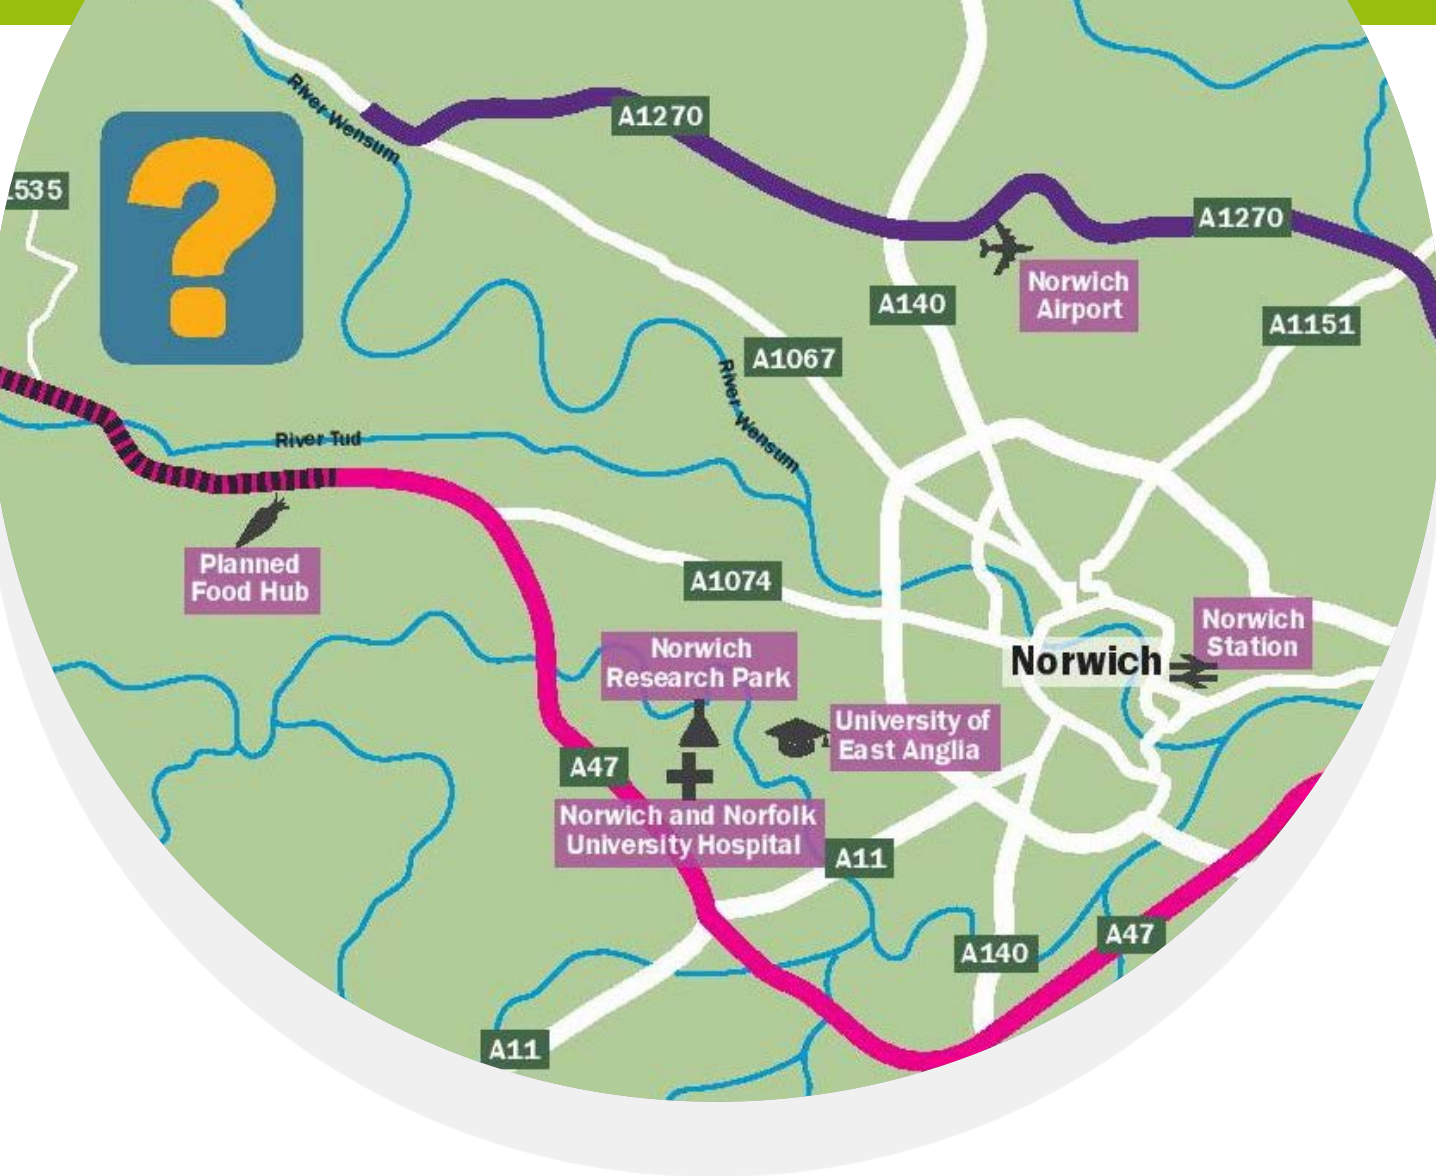 River Wensum
A1270
?
535
A1270
Norwich
Airport
A140
A1151
A1067
River Wensum
River Tud
Planned
Food Hub
A1074
Norwich
Station
Norwich
Research Park
Norwich
University of
East Anglia
A47
Norwich and Norfolk
University Hospital
A11
A47
A140
A11